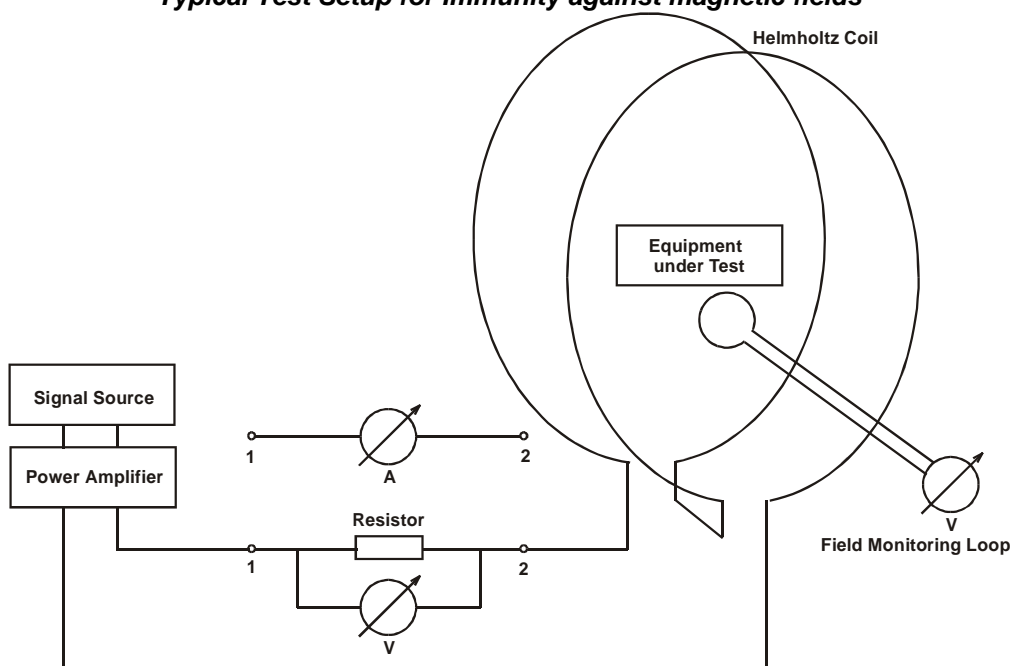 Typical Test Setup for immunity against magnetic fields
Helmholtz Coil
Equipment
under Test
Signal Source
Power Amplifier
1
2
A
Resistor
1
2
V
V
Field Monitoring Loop